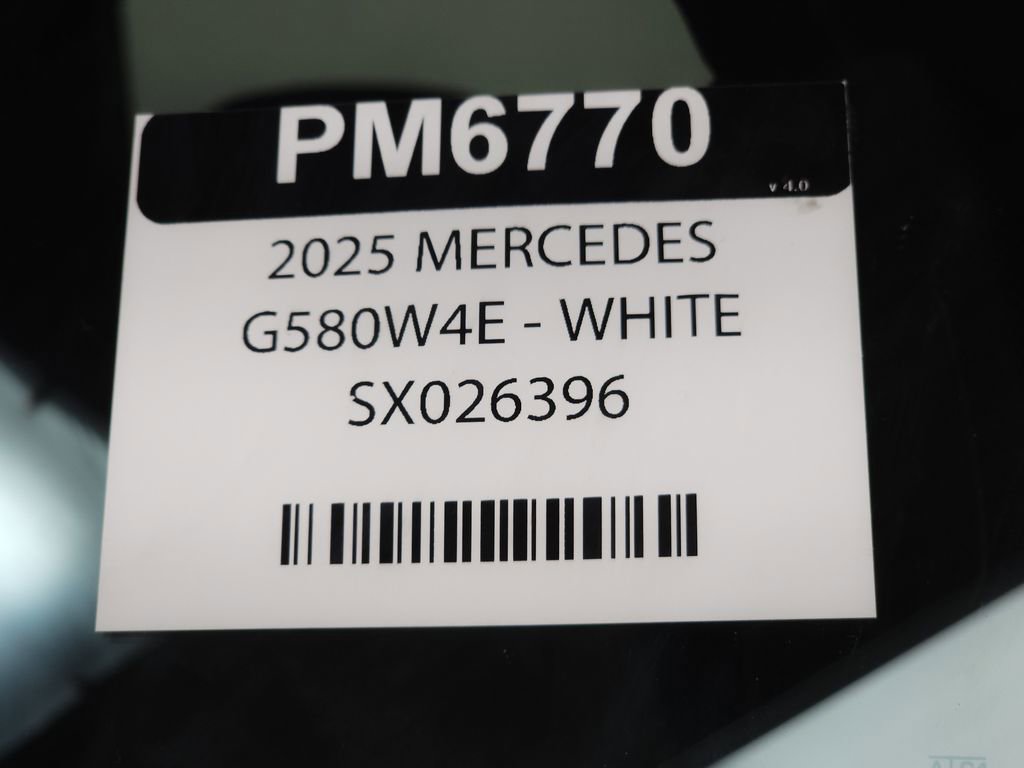 PM6770
v 4.0
2025 MERCEDES
G580W4E - WHITE
SX026396